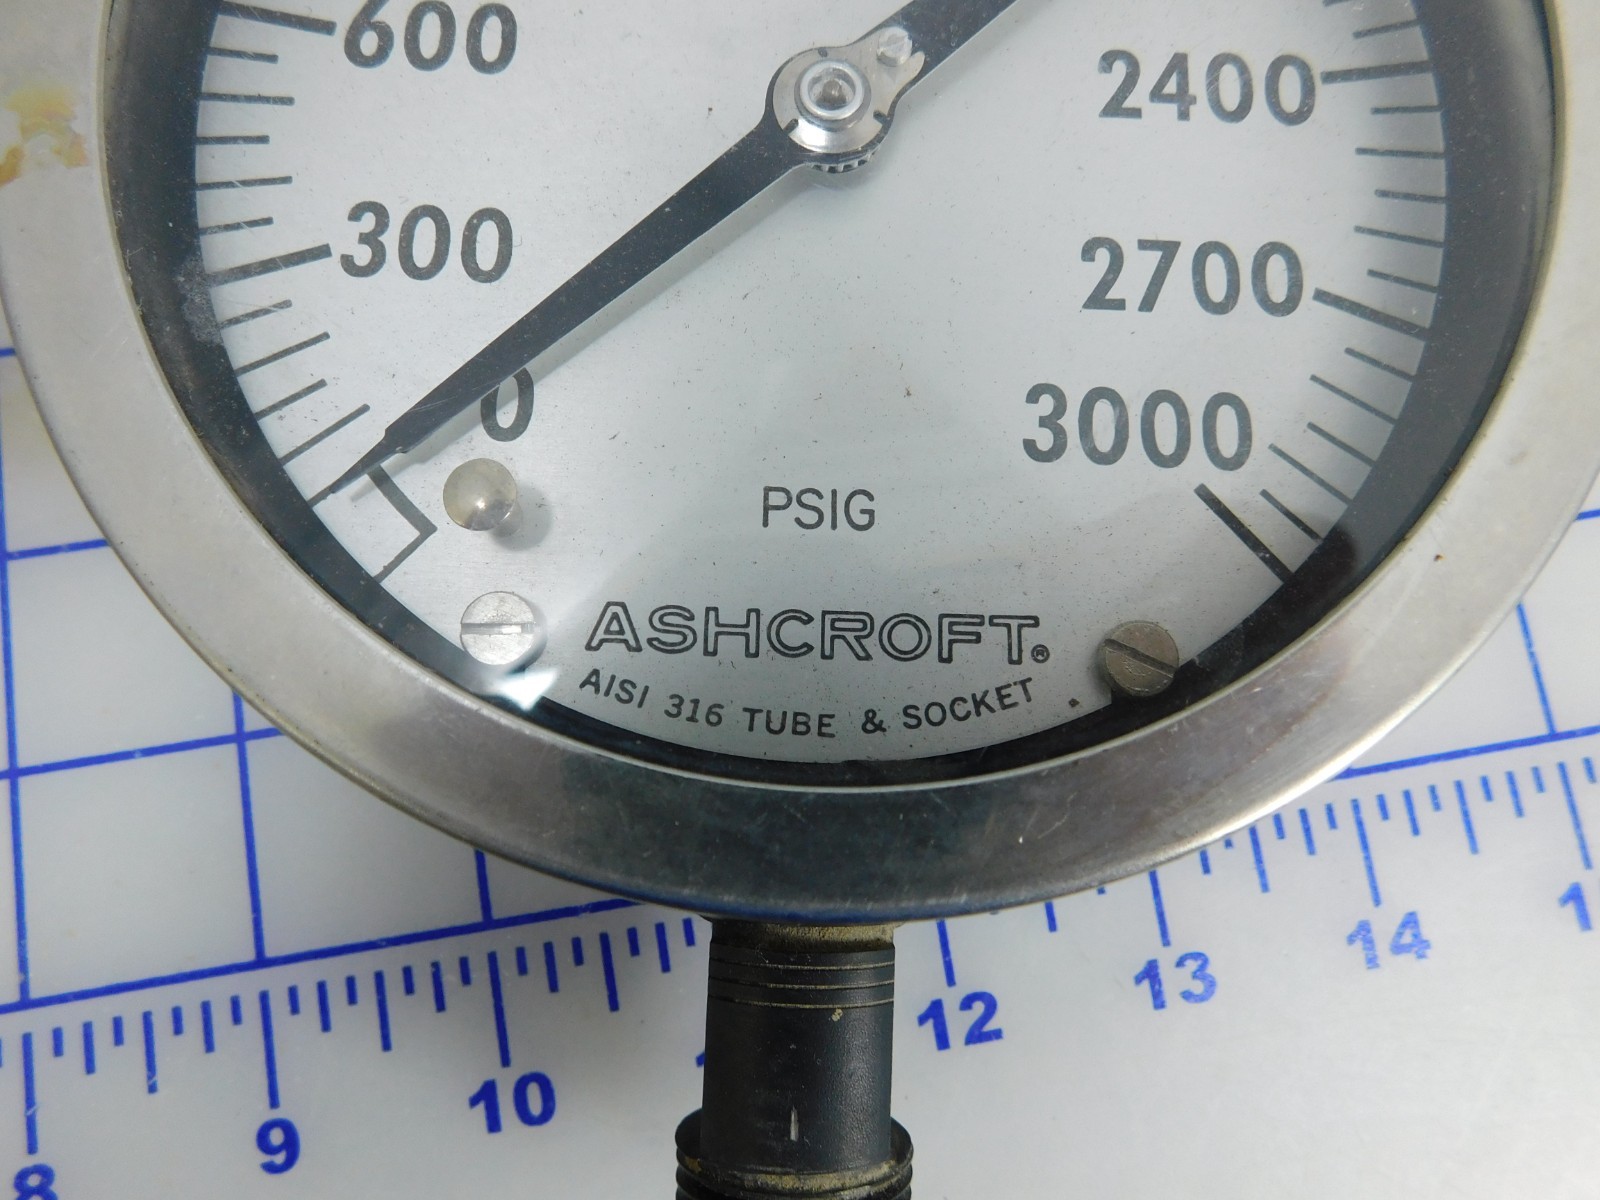 600
2400
300
2700
0
3000
PSIG
ASHCROFT®
AISI 316 TUBE & SOCKET
8 9 10 12 13 14